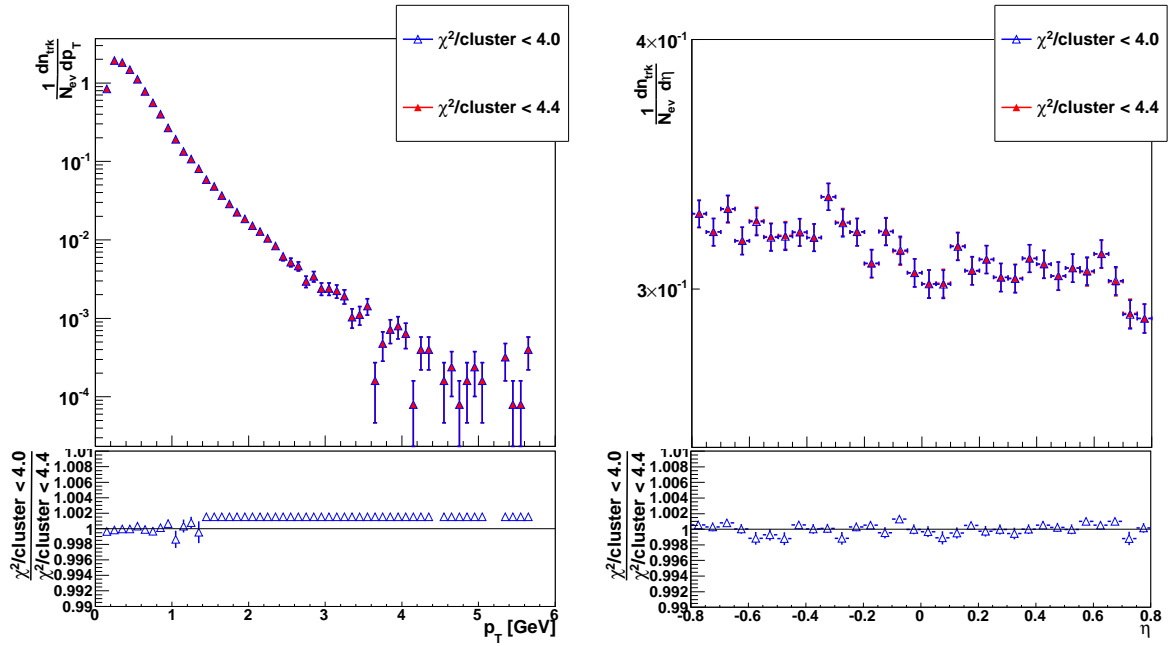 1/N_ev dn_trk/dp_T
1
10⁻¹
10⁻²
10⁻³
10⁻⁴
χ²/cluster < 4.0
χ²/cluster < 4.4
χ²/cluster < 4.0
χ²/cluster < 4.4
1.01
1.008
1.006
1.004
1.002
1
0.998
0.996
0.994
0.992
0.99
0 1 2 3 4 5 6
p_T [GeV]
1/N_ev dn_trk/dη
4×10⁻¹
3×10⁻¹
χ²/cluster < 4.0
χ²/cluster < 4.4
χ²/cluster < 4.0
χ²/cluster < 4.4
1.01
1.008
1.006
1.004
1.002
1
0.998
0.996
0.994
0.992
0.99
-0.8 -0.6 -0.4 -0.2 0 0.2 0.4 0.6 0.8
η